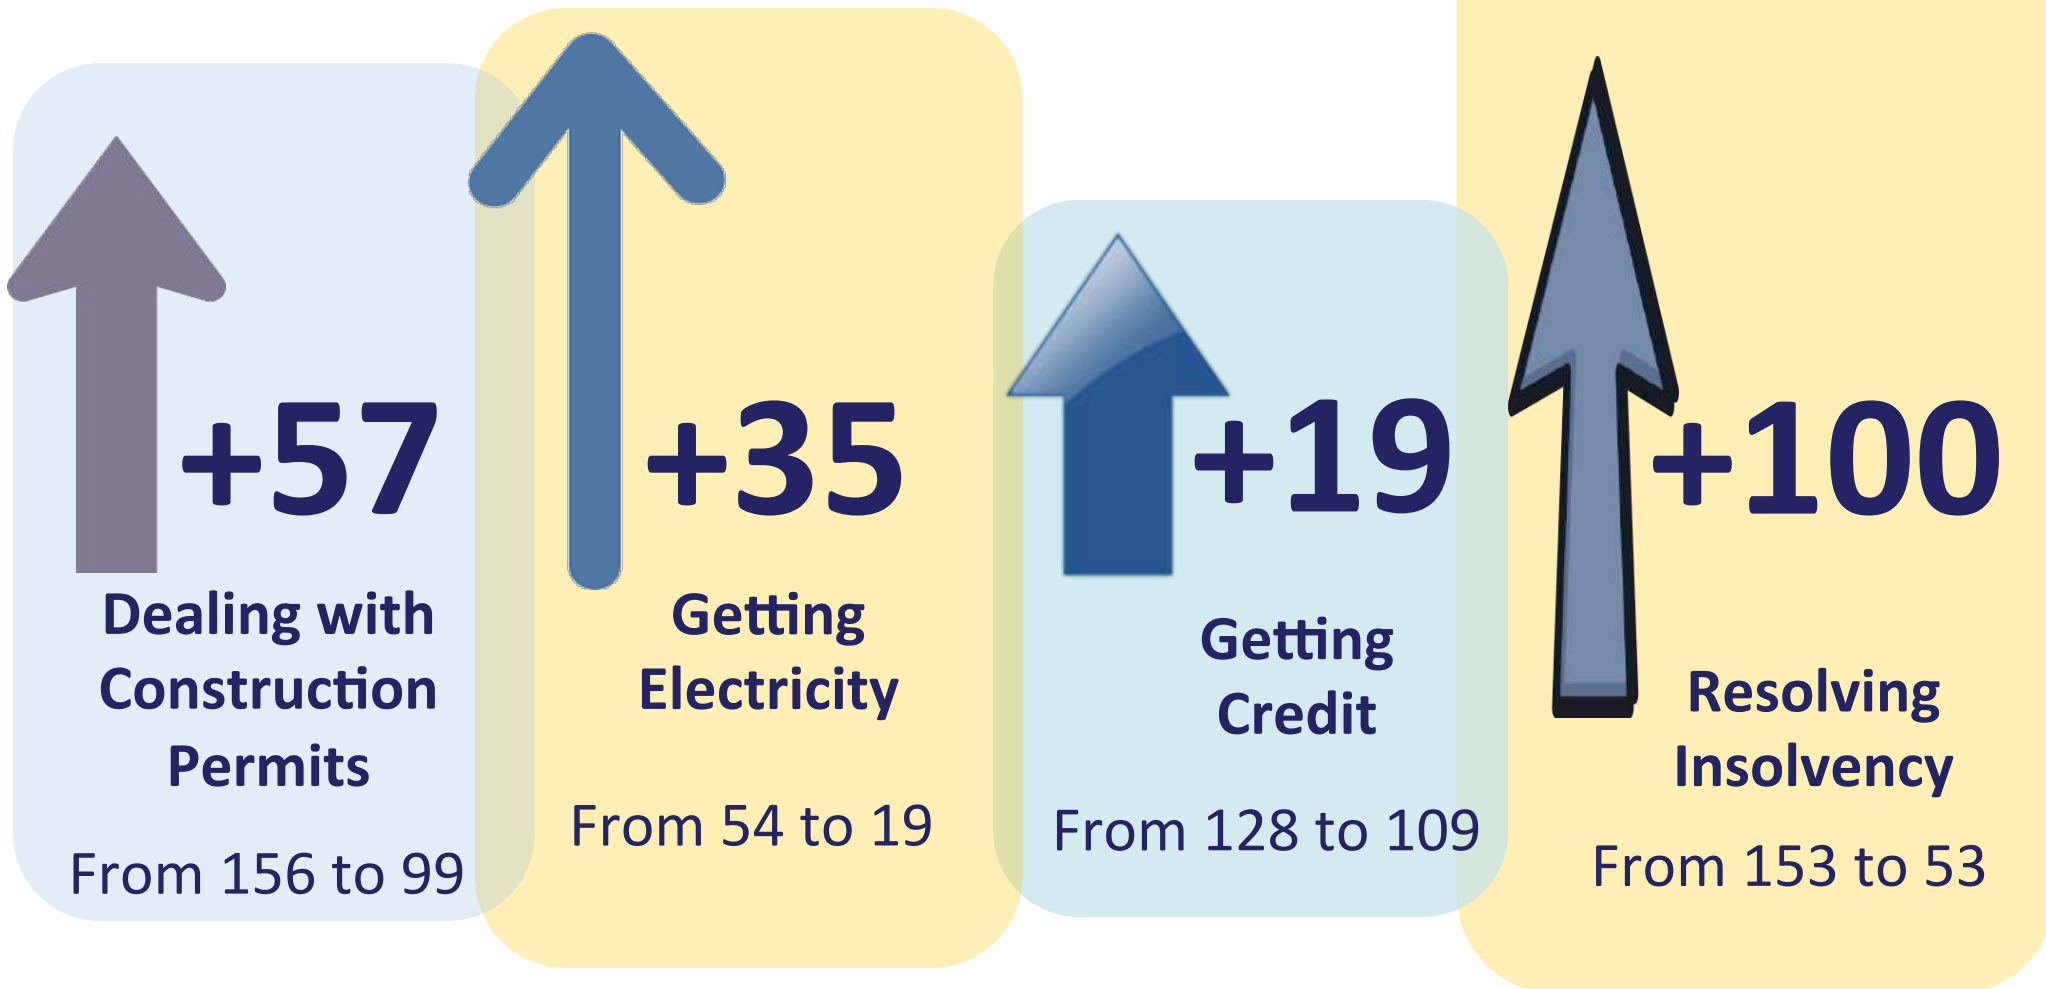 +57
Dealing with
Construction
Permits
From 156 to 99
+35
Getting
Electricity
From 54 to 19
+19
Getting
Credit
From 128 to 109
+100
Resolving
Insolvency
From 153 to 53